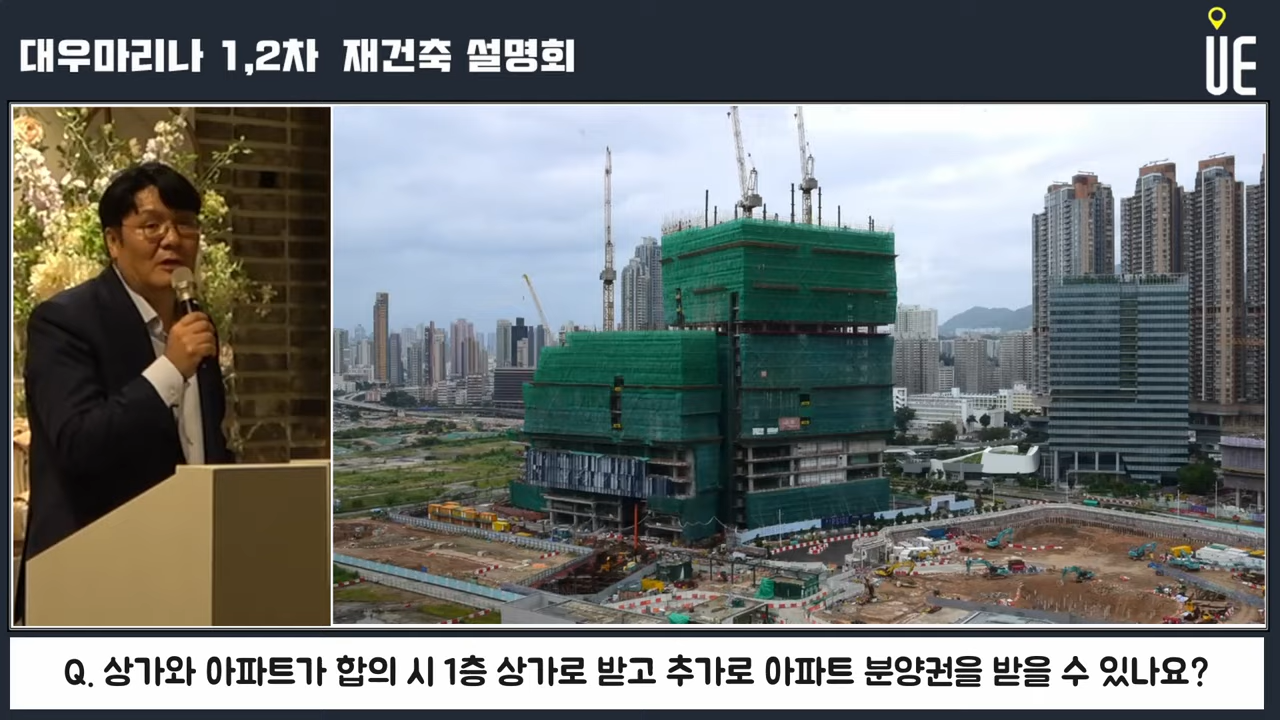 대우마리나 1,2차 재건축 설명회
UE
Q. 상가와 아파트가 합의 시 1층 상가로 받고 추가로 아파트 분양권을 받을 수 있나요?